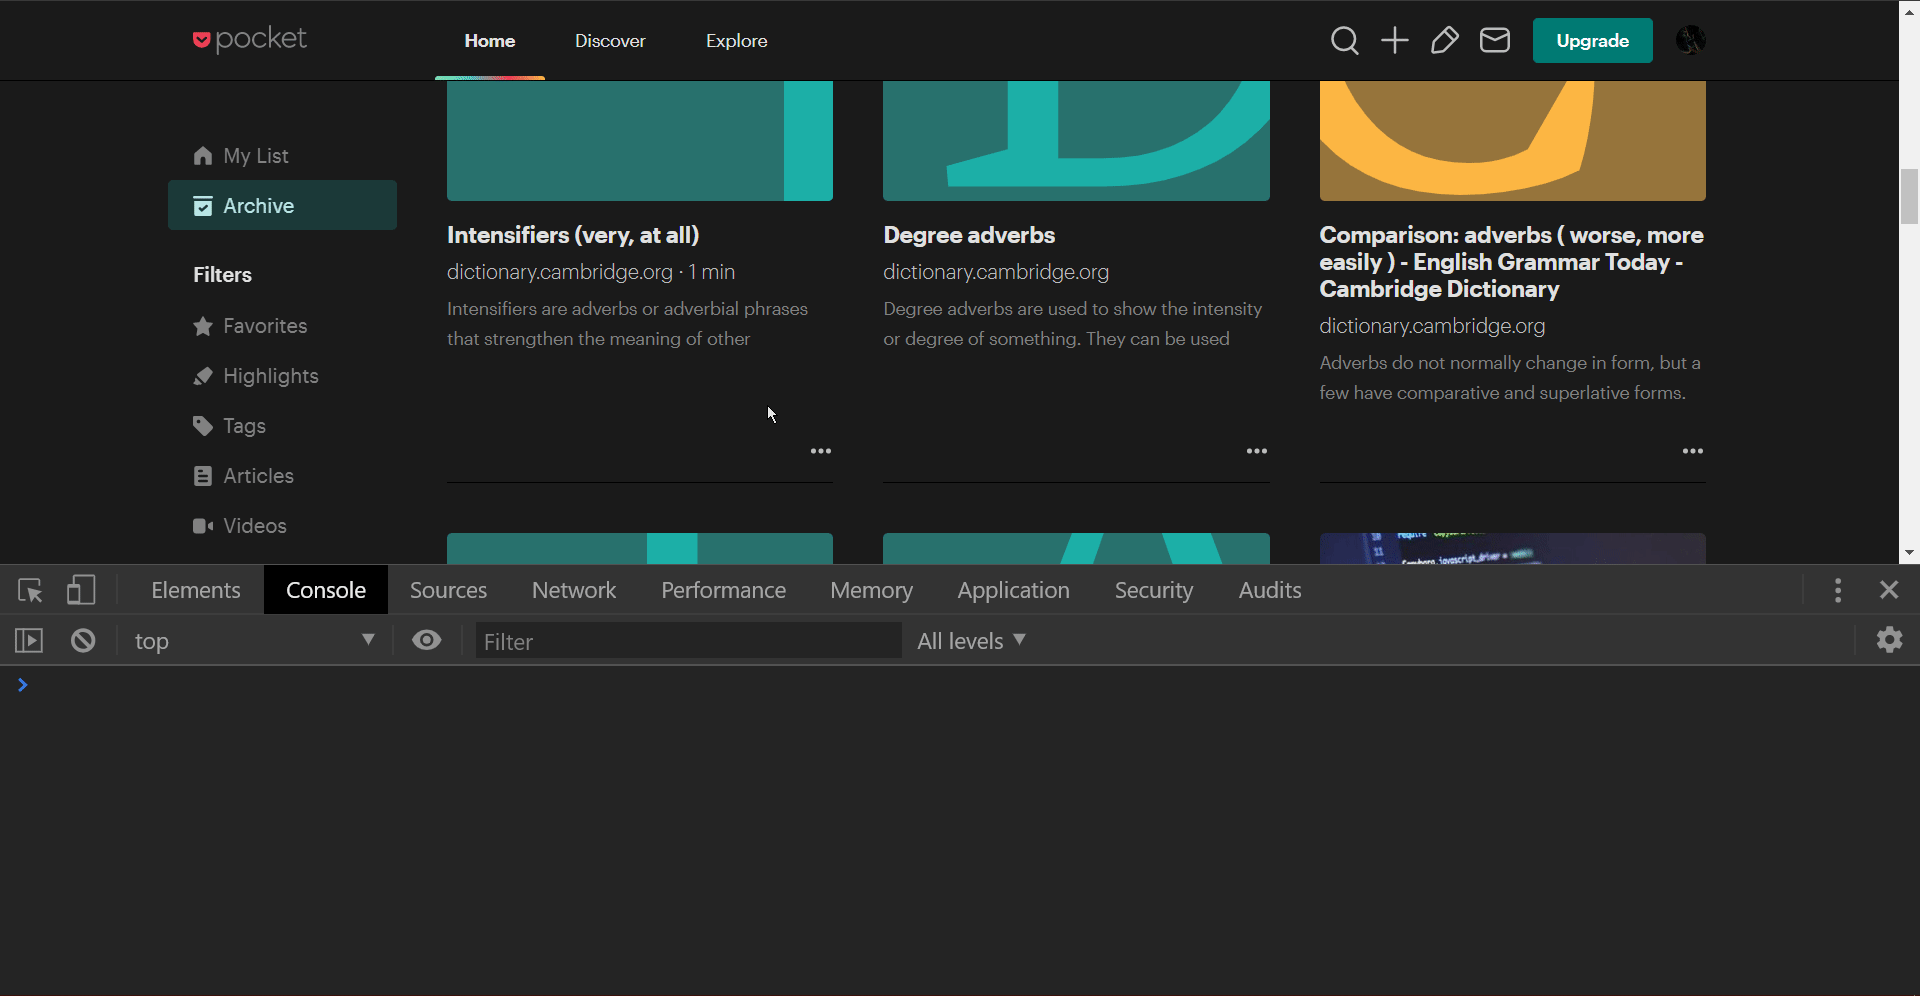 pocket
Home
Discover
Explore
Upgrade
My List
Archive
Filters
Favorites
Highlights
Tags
Articles
Videos
Intensifiers (very, at all)
dictionary.cambridge.org · 1 min
Intensifiers are adverbs or adverbial phrases
that strengthen the meaning of other
Degree adverbs
dictionary.cambridge.org
Degree adverbs are used to show the intensity
or degree of something. They can be used
Comparison: adverbs ( worse, more
easily ) - English Grammar Today -
Cambridge Dictionary
dictionary.cambridge.org
Adverbs do not normally change in form, but a
few have comparative and superlative forms.
Elements
Console
Sources
Network
Performance
Memory
Application
Security
Audits
top
Filter
All levels